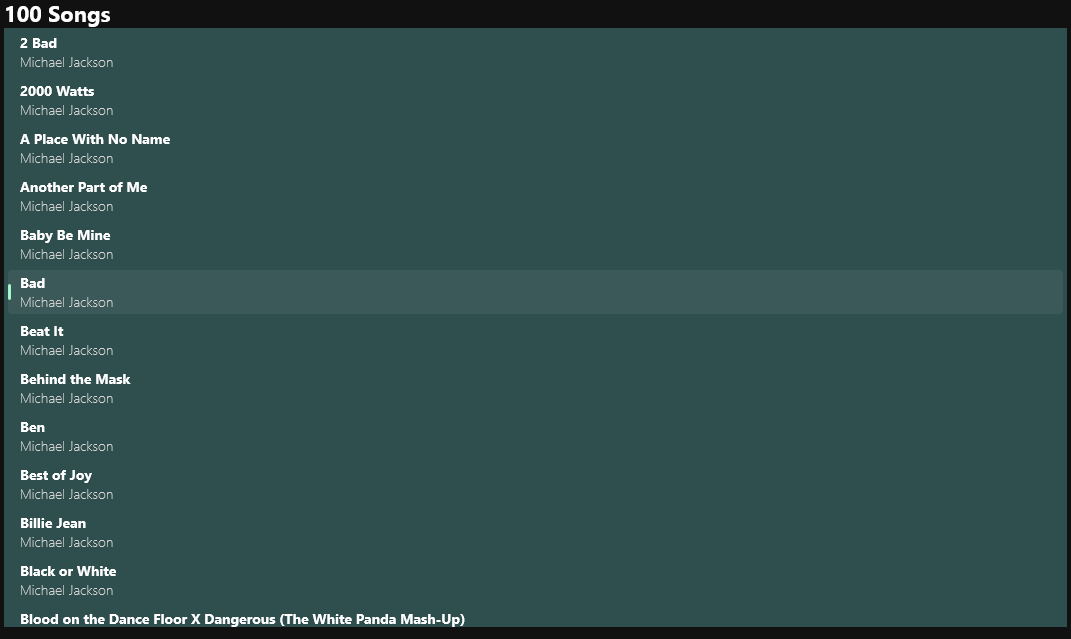 100 Songs
2 Bad
Michael Jackson
2000 Watts
Michael Jackson
A Place With No Name
Michael Jackson
Another Part of Me
Michael Jackson
Baby Be Mine
Michael Jackson
Bad
Michael Jackson
Beat It
Michael Jackson
Behind the Mask
Michael Jackson
Ben
Michael Jackson
Best of Joy
Michael Jackson
Billie Jean
Michael Jackson
Black or White
Michael Jackson
Blood on the Dance Floor X Dangerous (The White Panda Mash-Up)